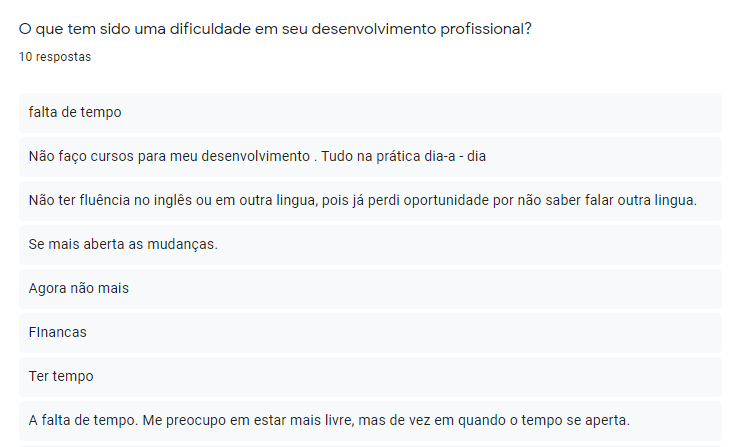 O que tem sido uma dificuldade em seu desenvolvimento profissional?
10 respostas
falta de tempo
Não faço cursos para meu desenvolvimento . Tudo na prática dia-a - dia
Não ter fluência no inglês ou em outra lingua, pois já perdi oportunidade por não saber falar outra lingua.
Se mais aberta as mudanças.
Agora não mais
FInancas
Ter tempo
A falta de tempo. Me preocupo em estar mais livre, mas de vez em quando o tempo se aperta.